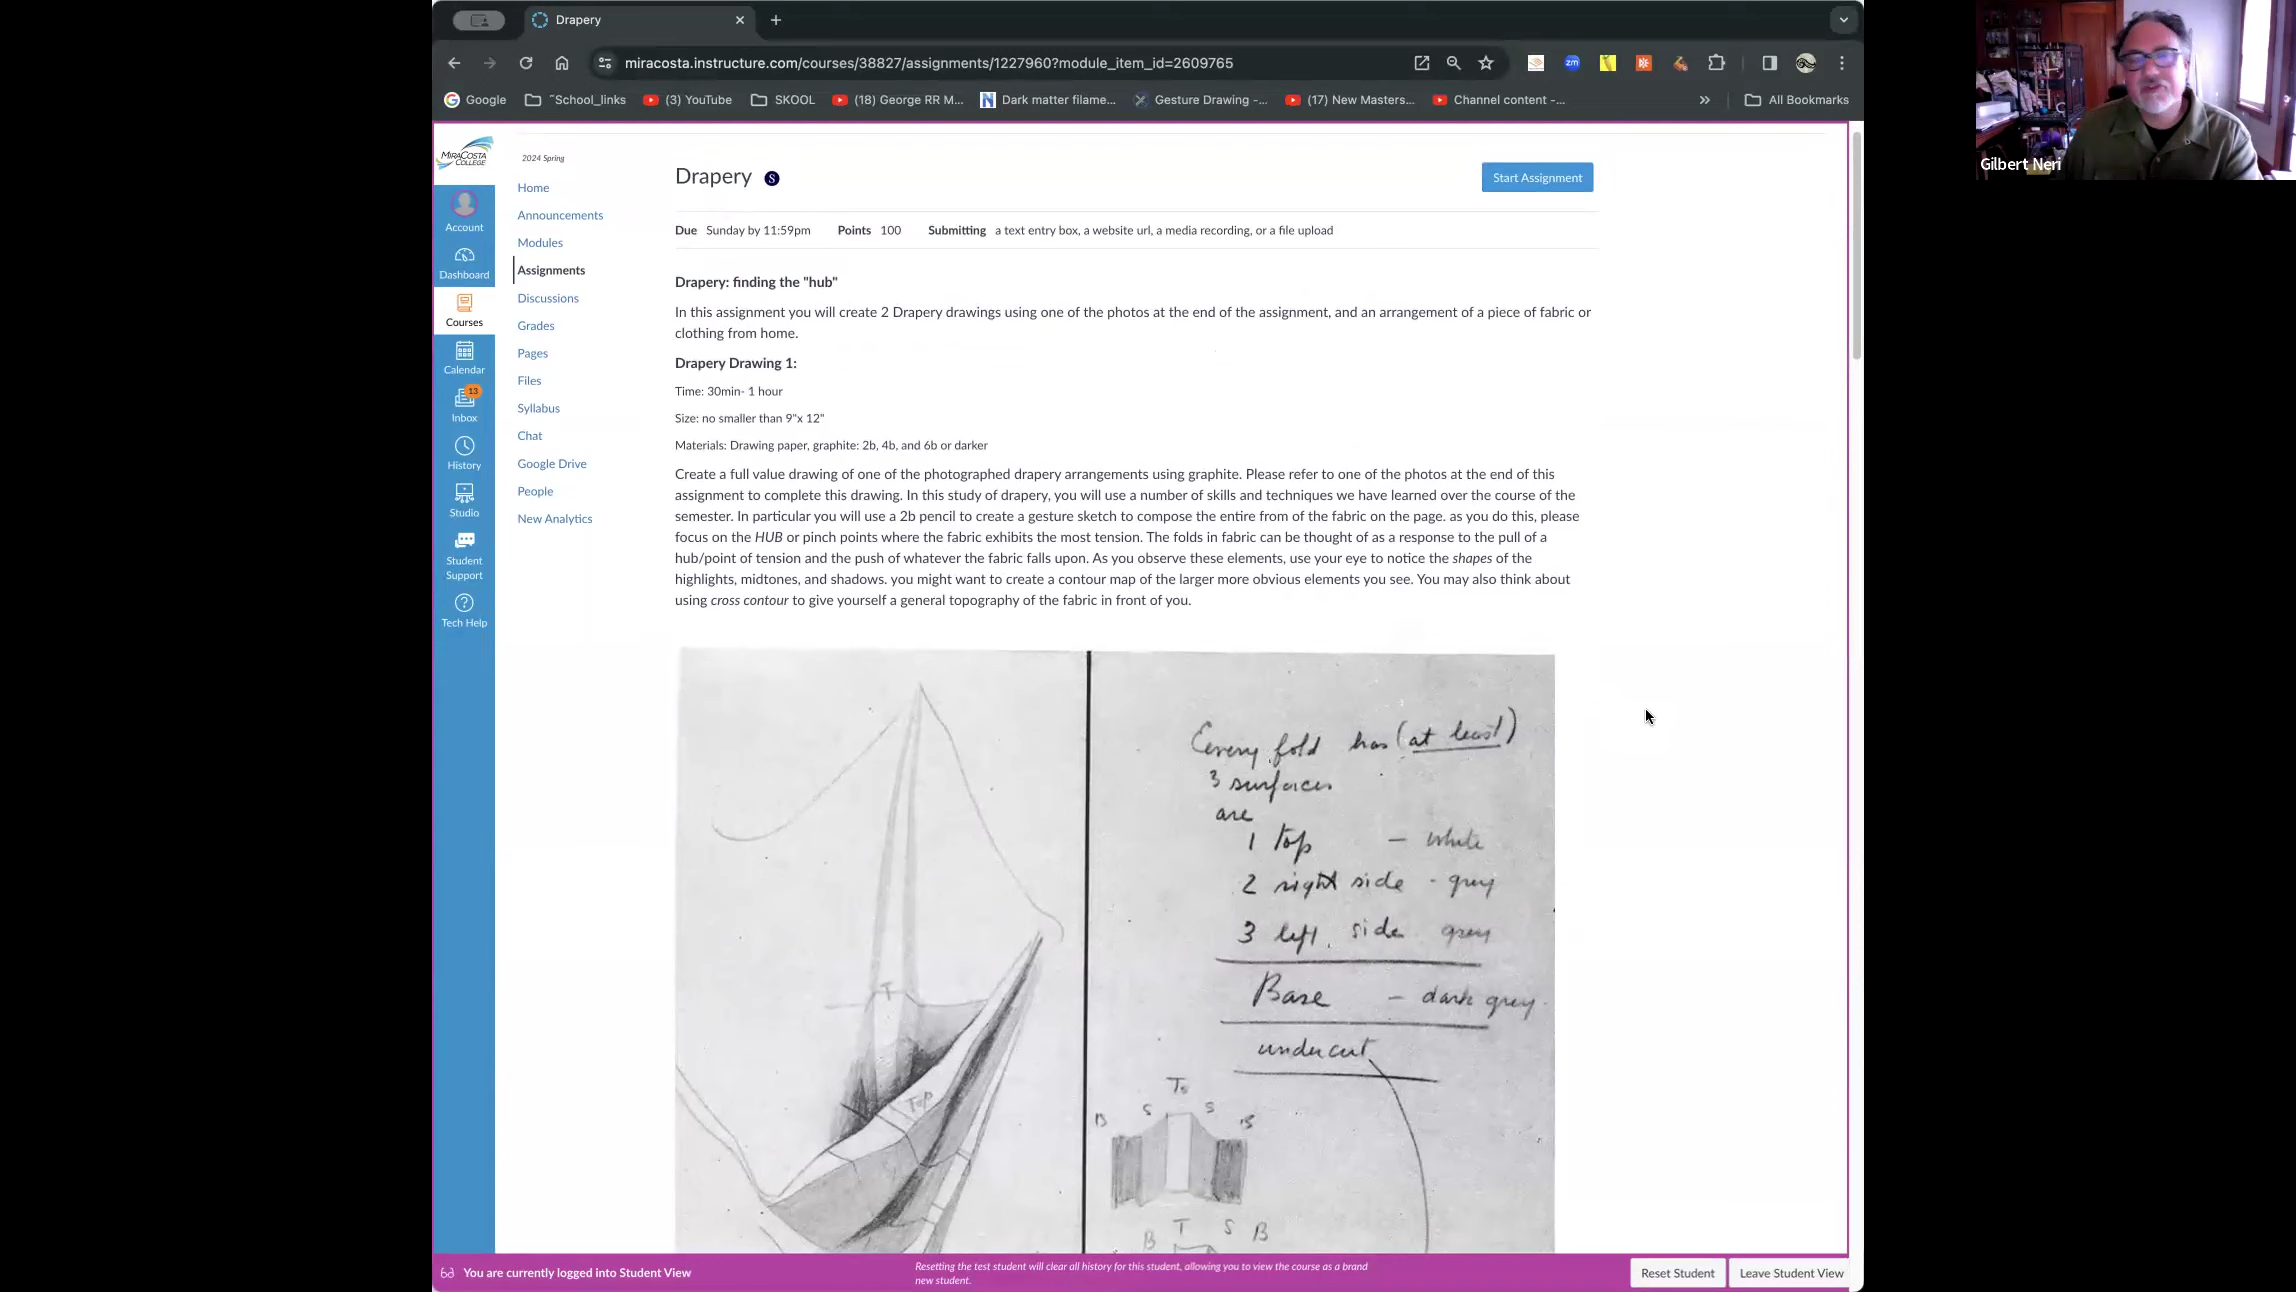 Drapery
miracosta.instructure.com/courses/38827/assignments/1227960?module_item_id=2609765
Google
~School_links
(3) YouTube
SKOOL
(18) George RR M...
Dark matter filame...
Gesture Drawing -...
(17) New Masters...
Channel content -...
»
All Bookmarks
Gilbert Neri
MIRACOSTA
COLLEGE
Account
Dashboard
Courses
Calendar
13
Inbox
History
Studio
Student
Support
Tech Help
2024 Spring
Home
Announcements
Modules
Assignments
Discussions
Grades
Pages
Files
Syllabus
Chat
Google Drive
People
New Analytics
Drapery S
Start Assignment
Due Sunday by 11:59pm Points 100 Submitting a text entry box, a website url, a media recording, or a file upload
Drapery: finding the "hub"
In this assignment you will create 2 Drapery drawings using one of the photos at the end of the assignment, and an arrangement of a piece of fabric or
clothing from home.
Drapery Drawing 1:
Time: 30min- 1 hour
Size: no smaller than 9"x 12"
Materials: Drawing paper, graphite: 2b, 4b, and 6b or darker
Create a full value drawing of one of the photographed drapery arrangements using graphite. Please refer to one of the photos at the end of this
assignment to complete this drawing. In this study of drapery, you will use a number of skills and techniques we have learned over the course of the
semester. In particular you will use a 2b pencil to create a gesture sketch to compose the entire from of the fabric on the page. as you do this, please
focus on the HUB or pinch points where the fabric exhibits the most tension. The folds in fabric can be thought of as a response to the pull of a
hub/point of tension and the push of whatever the fabric falls upon. As you observe these elements, use your eye to notice the shapes of the
highlights, midtones, and shadows. you might want to create a contour map of the larger more obvious elements you see. You may also think about
using cross contour to give yourself a general topography of the fabric in front of you.
Every fold has (at least)
3 surfaces
are
1 top - white
2 right side - grey
3 left side grey
Base - dark grey
undercut
T
Top
To
B S S B
B T S B
You are currently logged into Student View
Resetting the test student will clear all history for this student, allowing you to view the course as a brand
new student.
Reset Student
Leave Student View